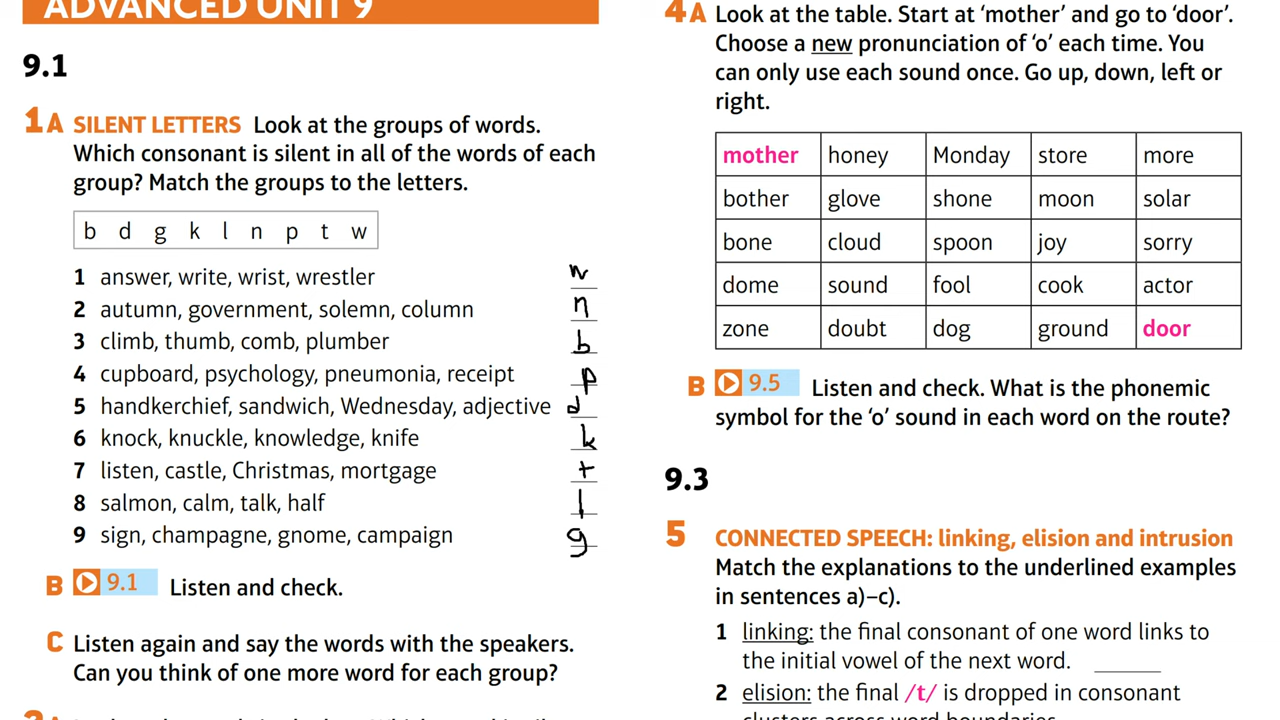 ADVANCED UNIT 9
9.1
1 A SILENT LETTERS Look at the groups of words.
Which consonant is silent in all of the words of each
group? Match the groups to the letters.
b d g k l n p t w
1 answer, write, wrist, wrestler w
2 autumn, government, solemn, column n
3 climb, thumb, comb, plumber b
4 cupboard, psychology, pneumonia, receipt p
5 handkerchief, sandwich, Wednesday, adjective d
6 knock, knuckle, knowledge, knife k
7 listen, castle, Christmas, mortgage t
8 salmon, calm, talk, half l
9 sign, champagne, gnome, campaign g
B 9.1 Listen and check.
C Listen again and say the words with the speakers.
Can you think of one more word for each group?
4 A Look at the table. Start at ‘mother’ and go to ‘door’.
Choose a new pronunciation of ‘o’ each time. You
can only use each sound once. Go up, down, left or
right.
mother honey Monday store more
bother glove shone moon solar
bone cloud spoon joy sorry
dome sound fool cook actor
zone doubt dog ground door
B 9.5 Listen and check. What is the phonemic
symbol for the ‘o’ sound in each word on the route?
9.3
5 CONNECTED SPEECH: linking, elision and intrusion
Match the explanations to the underlined examples
in sentences a)–c).
1 linking: the final consonant of one word links to
the initial vowel of the next word.
2 elision: the final /t/ is dropped in consonant
clusters across word boundaries.